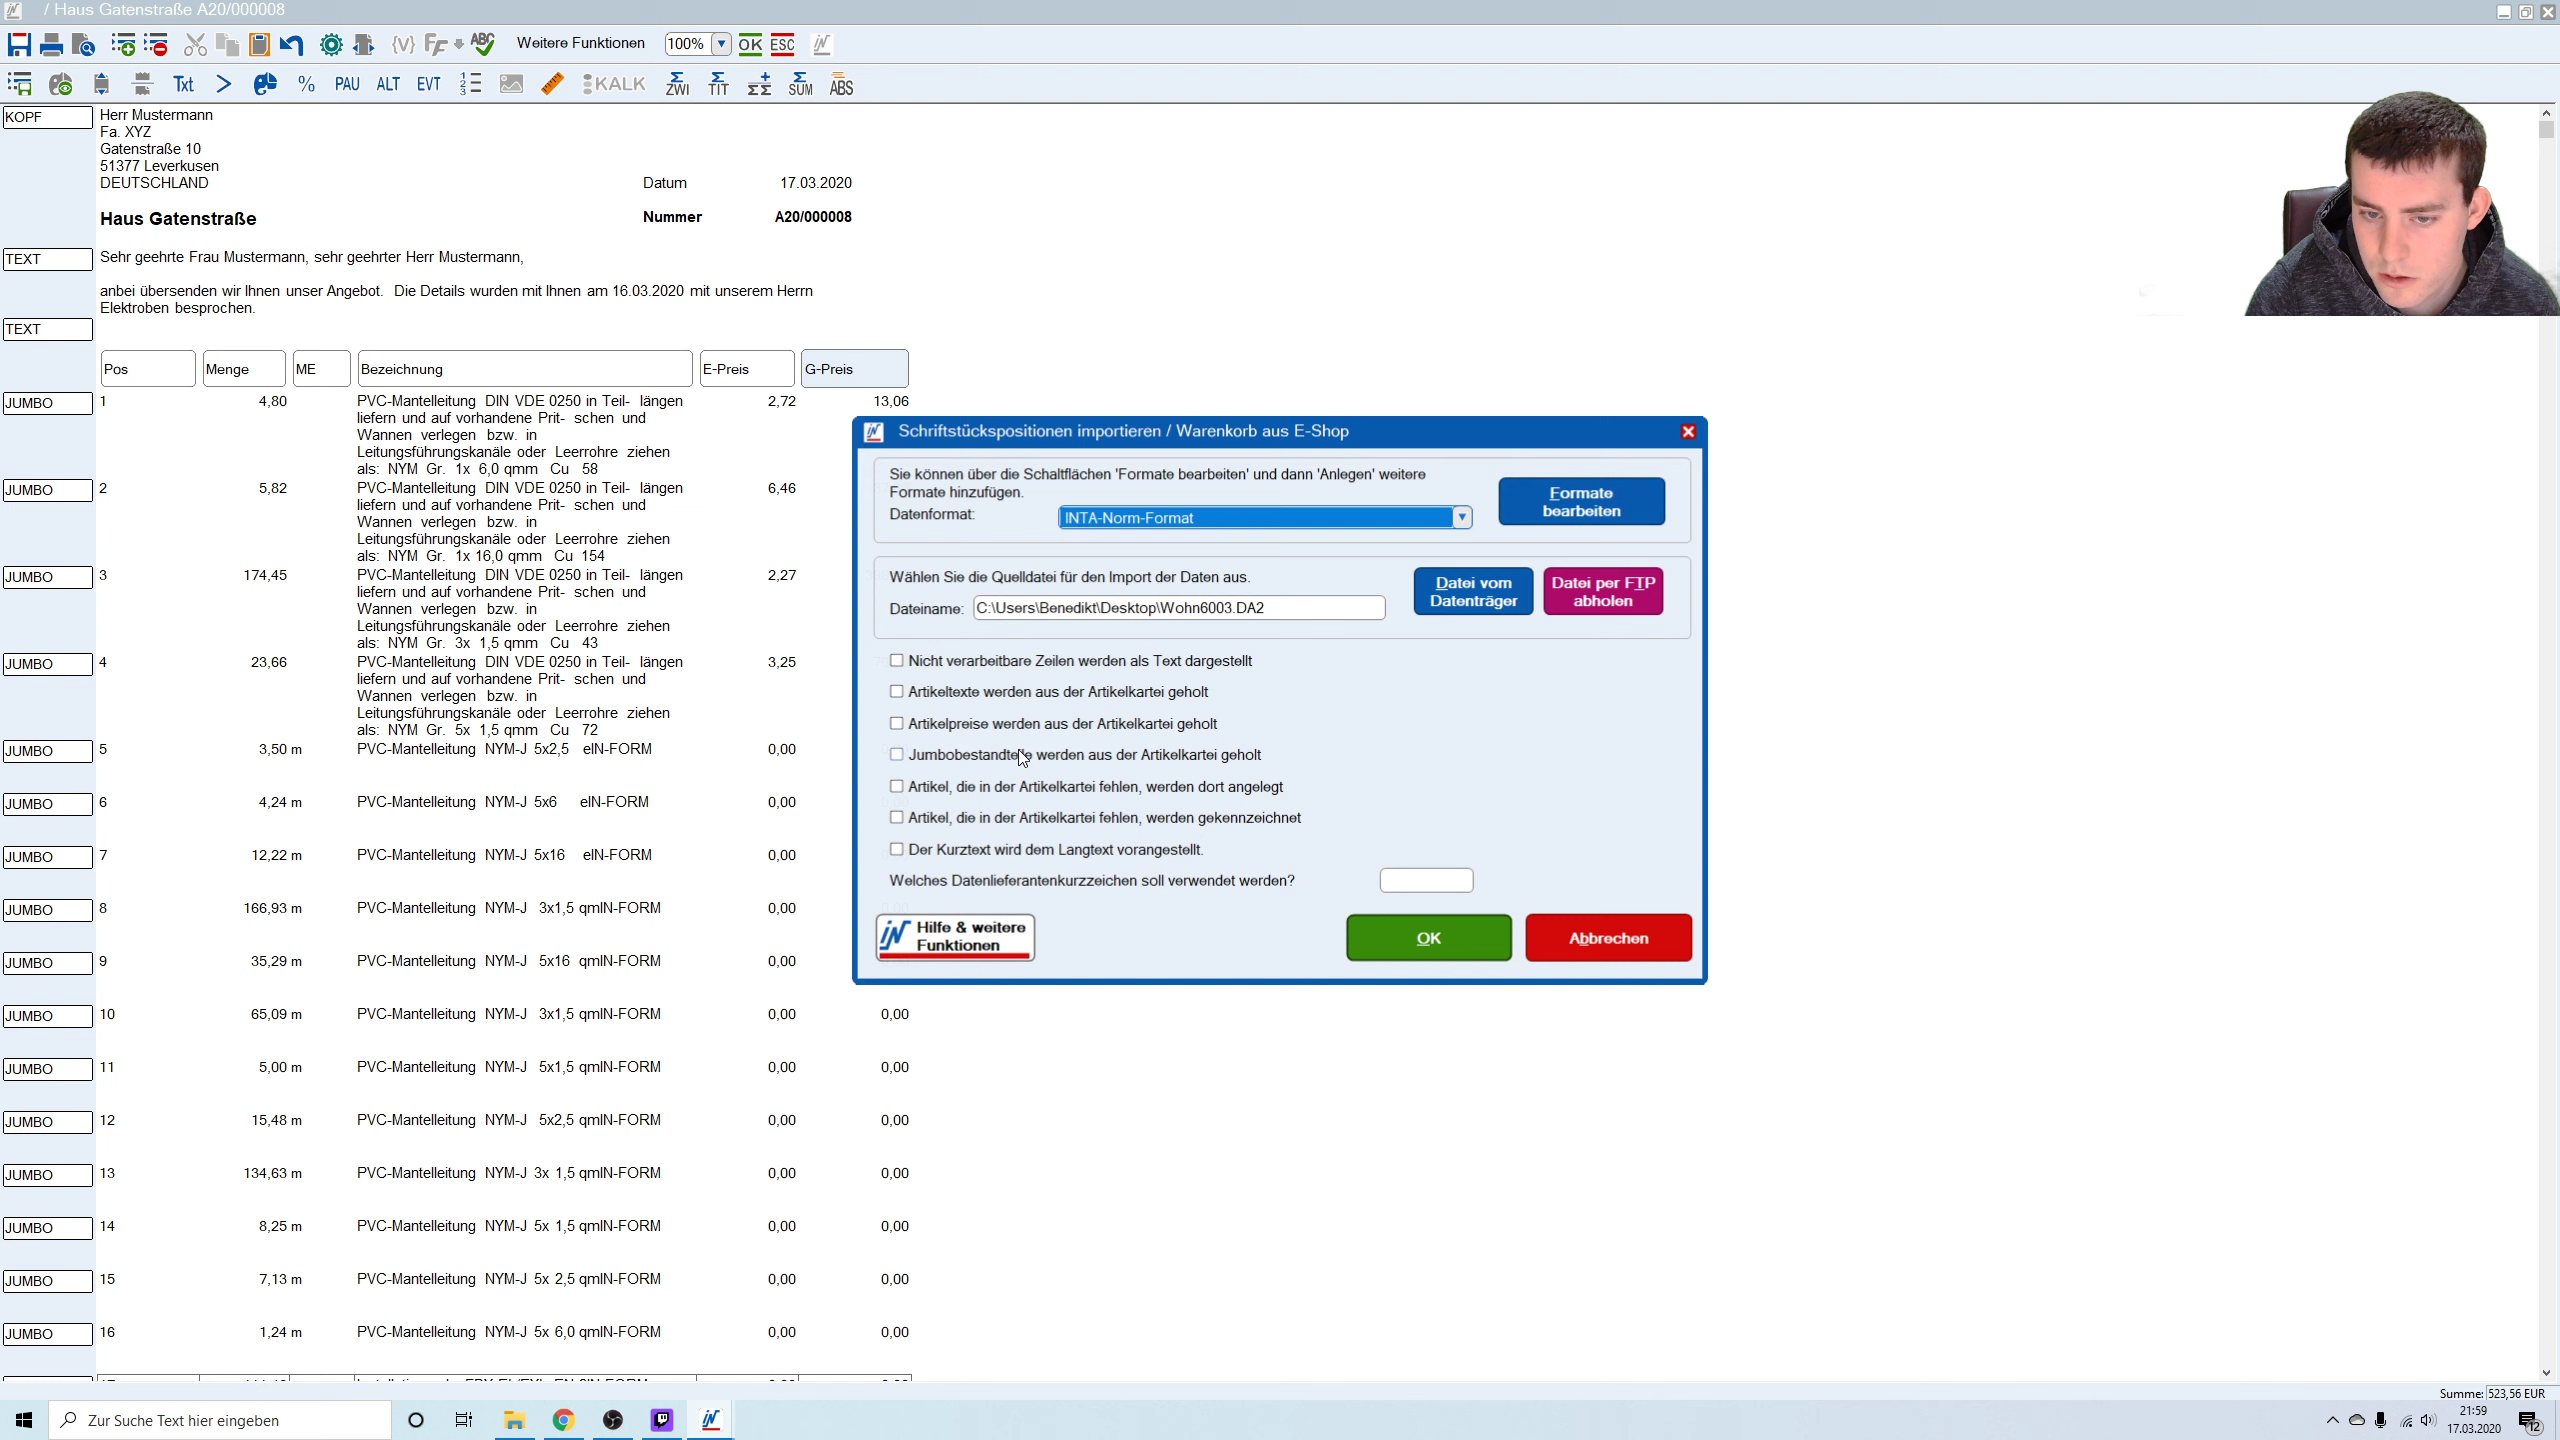 / Haus Gatenstraße A20/000008
Weitere Funktionen 100% OK ESC
Txt % PAU ALT EVT KALK ZWI TIT SUM ABS
KOPF Herr Mustermann
Fa. XYZ
Gatenstraße 10
51377 Leverkusen
DEUTSCHLAND Datum 17.03.2020
Haus Gatenstraße Nummer A20/000008
TEXT Sehr geehrte Frau Mustermann, sehr geehrter Herr Mustermann,
anbei übersenden wir Ihnen unser Angebot. Die Details wurden mit Ihnen am 16.03.2020 mit unserem Herrn
Elektroben besprochen.
TEXT
Pos Menge ME Bezeichnung E-Preis G-Preis
JUMBO 1 4,80 PVC-Mantelleitung DIN VDE 0250 in Teil- längen 2,72 13,06
liefern und auf vorhandene Prit- schen und
Wannen verlegen bzw. in
Leitungsführungskanäle oder Leerrohre ziehen
als: NYM Gr. 1x 6,0 qmm Cu 58
JUMBO 2 5,82 PVC-Mantelleitung DIN VDE 0250 in Teil- längen 6,46
liefern und auf vorhandene Prit- schen und
Wannen verlegen bzw. in
Leitungsführungskanäle oder Leerrohre ziehen
als: NYM Gr. 1x 16,0 qmm Cu 154
JUMBO 3 174,45 PVC-Mantelleitung DIN VDE 0250 in Teil- längen 2,27
liefern und auf vorhandene Prit- schen und
Wannen verlegen bzw. in
Leitungsführungskanäle oder Leerrohre ziehen
als: NYM Gr. 3x 1,5 qmm Cu 43
JUMBO 4 23,66 PVC-Mantelleitung DIN VDE 0250 in Teil- längen 3,25
liefern und auf vorhandene Prit- schen und
Wannen verlegen bzw. in
Leitungsführungskanäle oder Leerrohre ziehen
als: NYM Gr. 5x 1,5 qmm Cu 72
JUMBO 5 3,50 m PVC-Mantelleitung NYM-J 5x2,5 eIN-FORM 0,00
JUMBO 6 4,24 m PVC-Mantelleitung NYM-J 5x6 eIN-FORM 0,00
JUMBO 7 12,22 m PVC-Mantelleitung NYM-J 5x16 eIN-FORM 0,00
JUMBO 8 166,93 m PVC-Mantelleitung NYM-J 3x1,5 qmIN-FORM 0,00
JUMBO 9 35,29 m PVC-Mantelleitung NYM-J 5x16 qmIN-FORM 0,00
JUMBO 10 65,09 m PVC-Mantelleitung NYM-J 3x1,5 qmIN-FORM 0,00 0,00
JUMBO 11 5,00 m PVC-Mantelleitung NYM-J 5x1,5 qmIN-FORM 0,00 0,00
JUMBO 12 15,48 m PVC-Mantelleitung NYM-J 5x2,5 qmIN-FORM 0,00 0,00
JUMBO 13 134,63 m PVC-Mantelleitung NYM-J 3x 1,5 qmIN-FORM 0,00 0,00
JUMBO 14 8,25 m PVC-Mantelleitung NYM-J 5x 1,5 qmIN-FORM 0,00 0,00
JUMBO 15 7,13 m PVC-Mantelleitung NYM-J 5x 2,5 qmIN-FORM 0,00 0,00
JUMBO 16 1,24 m PVC-Mantelleitung NYM-J 5x 6,0 qmIN-FORM 0,00 0,00
Schriftstückspositionen importieren / Warenkorb aus E-Shop
Sie können über die Schaltflächen 'Formate bearbeiten' und dann 'Anlegen' weitere
Formate hinzufügen.
Datenformat: INTA-Norm-Format
Formate
bearbeiten
Wählen Sie die Quelldatei für den Import der Daten aus.
Dateiname: C:\Users\Benedikt\Desktop\Wohn6003.DA2
Datei vom
Datenträger
Datei per FTP
abholen
Nicht verarbeitbare Zeilen werden als Text dargestellt
Artikeltexte werden aus der Artikelkartei geholt
Artikelpreise werden aus der Artikelkartei geholt
Jumbobestandteile werden aus der Artikelkartei geholt
Artikel, die in der Artikelkartei fehlen, werden dort angelegt
Artikel, die in der Artikelkartei fehlen, werden gekennzeichnet
Der Kurztext wird dem Langtext vorangestellt.
Welches Datenlieferantenkurzzeichen soll verwendet werden?
Hilfe & weitere
Funktionen
OK
Abbrechen
Summe: 523,56 EUR
Zur Suche Text hier eingeben
21:59
17.03.2020
12